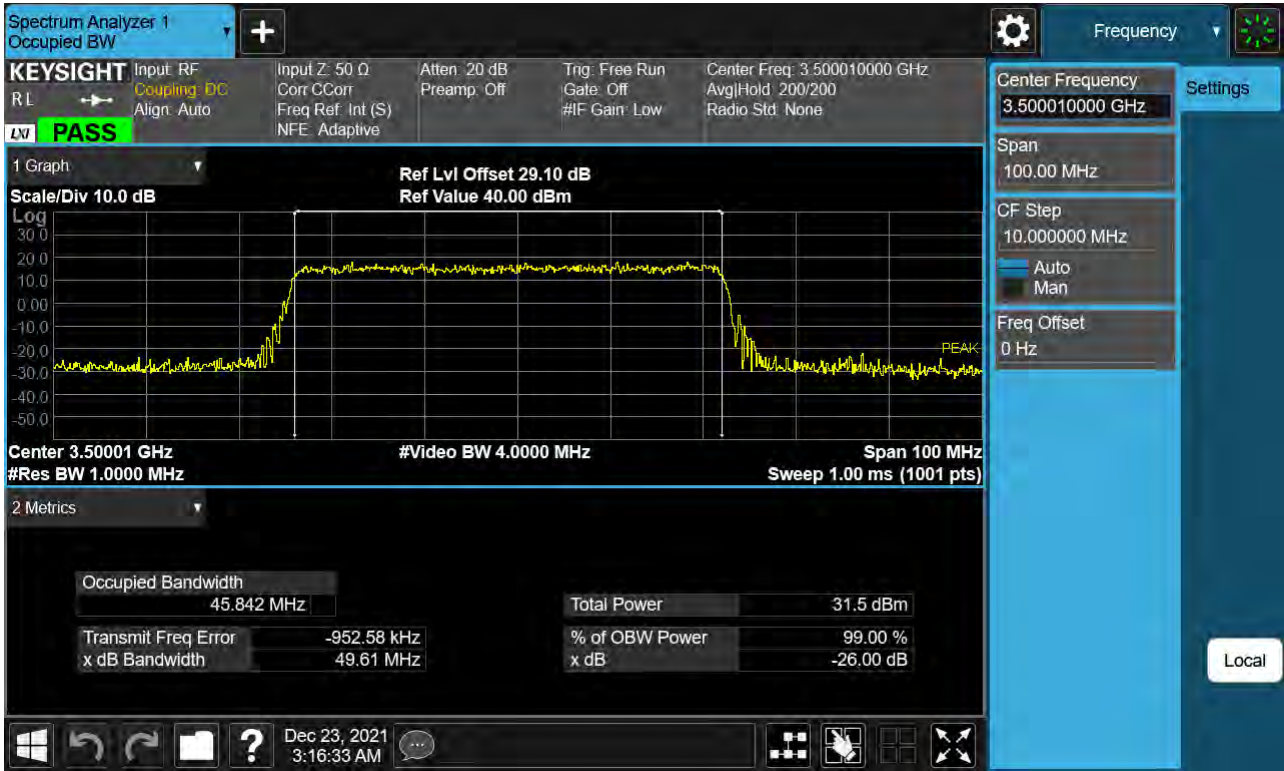 Spectrum Analyzer 1
Occupied BW
+
Frequency
KEYSIGHT
R L
LXI
PASS
Input: RF
Coupling: DC
Align: Auto
Input Z: 50 Ω
Corr CCorr
Freq Ref: Int (S)
NFE: Adaptive
Atten: 20 dB
Preamp: Off
Trig: Free Run
Gate: Off
#IF Gain: Low
Center Freq: 3.500010000 GHz
Avg|Hold: 200/200
Radio Std: None
Center Frequency
3.500010000 GHz
Settings
Span
100.00 MHz
CF Step
10.000000 MHz
Auto
Man
Freq Offset
0 Hz
Local
1 Graph
Scale/Div 10.0 dB
Ref Lvl Offset 29.10 dB
Ref Value 40.00 dBm
Log
30.0
20.0
10.0
0.00
-10.0
-20.0
-30.0
-40.0
-50.0
PEAK
Center 3.50001 GHz
#Video BW 4.0000 MHz
Span 100 MHz
#Res BW 1.0000 MHz
Sweep 1.00 ms (1001 pts)
2 Metrics
Occupied Bandwidth
45.842 MHz
Total Power 31.5 dBm
Transmit Freq Error -952.58 kHz
% of OBW Power 99.00 %
x dB Bandwidth 49.61 MHz
x dB -26.00 dB
?
Dec 23, 2021
3:16:33 AM